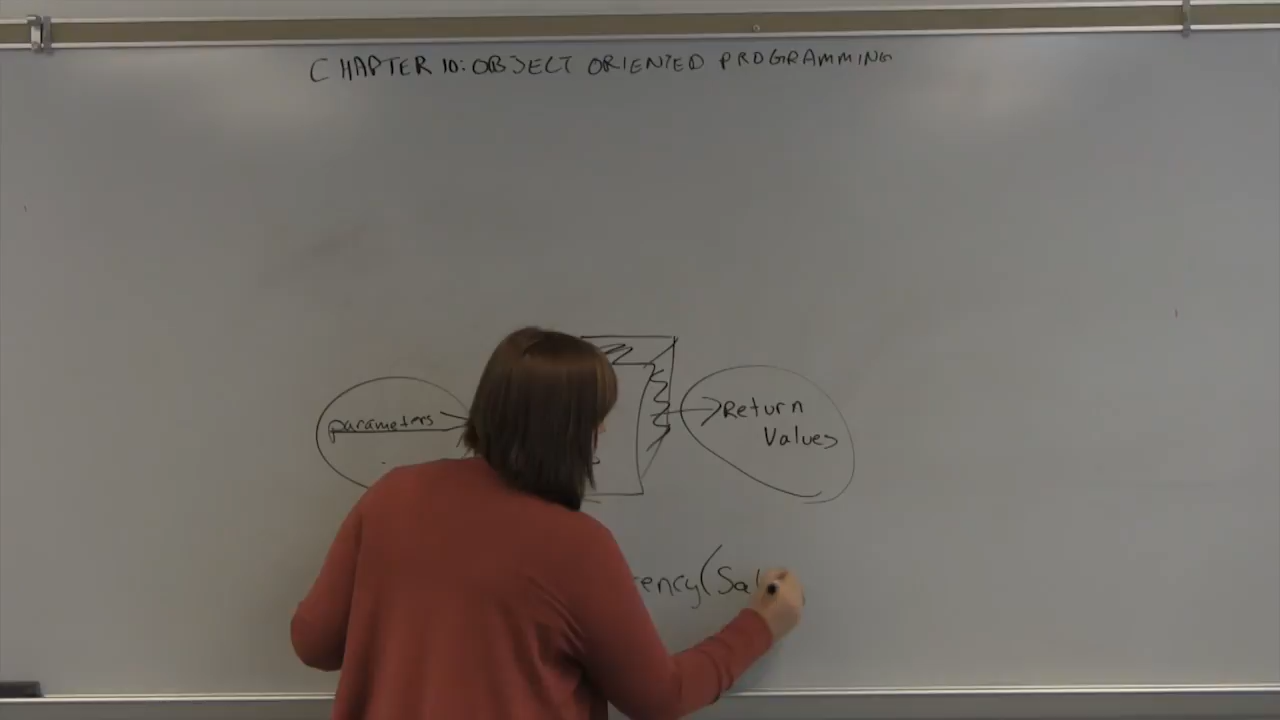 CHAPTER 10: OBJECT ORIENTED PROGRAMMING
parameters
Return
Values
rency(Sal